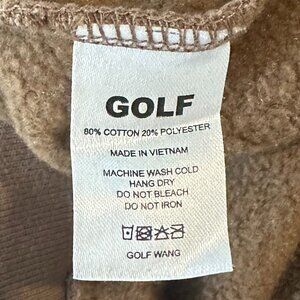 GOLF
80% COTTON 20% POLYESTER
MADE IN VIETNAM
MACHINE WASH COLD
HANG DRY
DO NOT BLEACH
DO NOT IRON
GOLF WANG